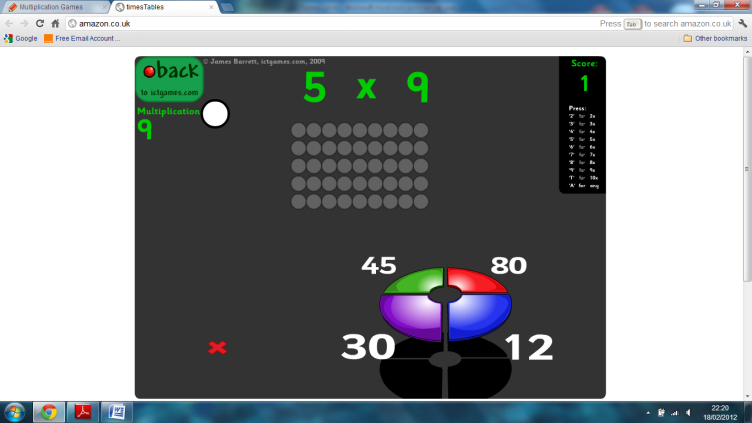 Multiplication Games
timesTables
amazon.co.uk
Press Tab to search amazon.co.uk
Google
Free Email Account ...
Other bookmarks
back
to ictgames.com
© James Barrett, ictgames.com, 2009
5 x 9
Score:
1
Multiplication
9
Press:
'2' for 2x
'3' for 3x
'4' for 4x
'5' for 5x
'6' for 6x
'7' for 7x
'8' for 8x
'9' for 9x
'T' for 10x
'A' for any
45
80
30
12
22:20
18/02/2012